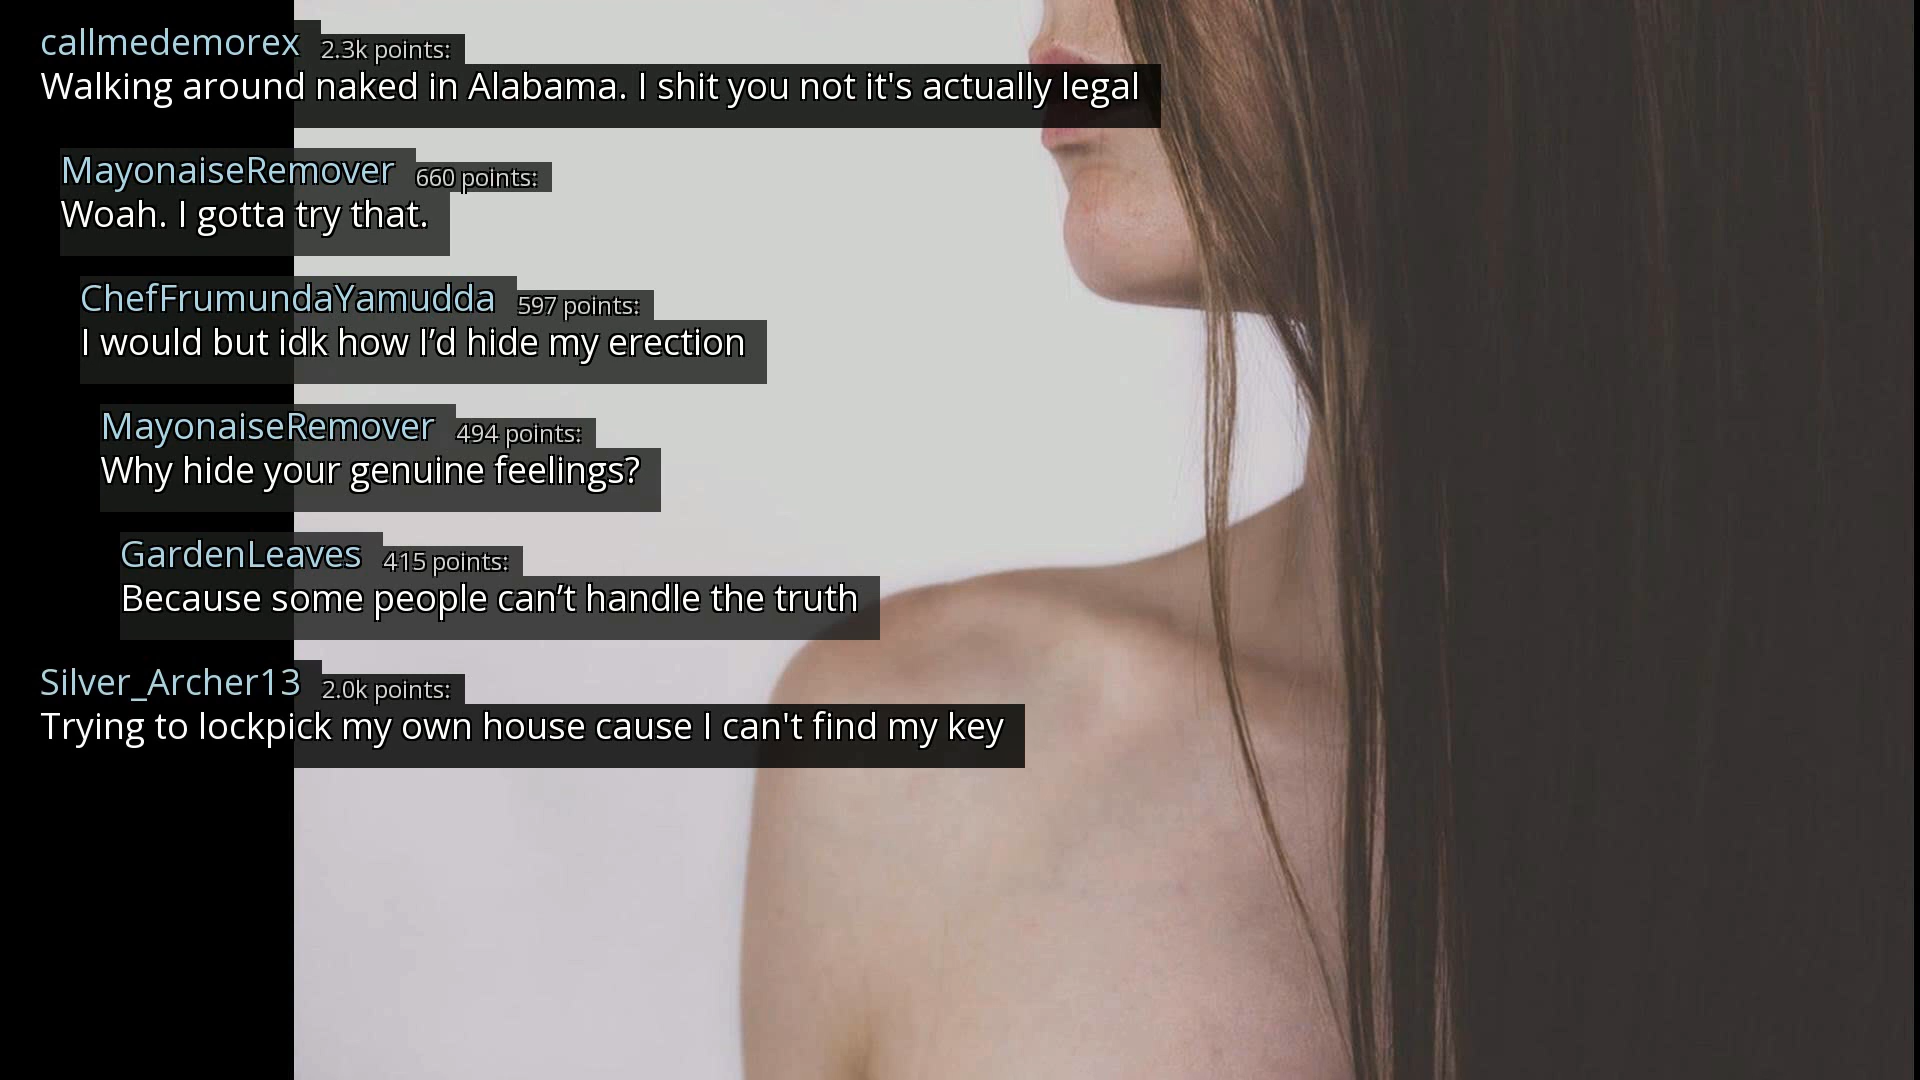 callmedemorex 2.3k points:
Walking around naked in Alabama. I shit you not it's actually legal
MayonaiseRemover 660 points:
Woah. I gotta try that.
ChefFrumundaYamudda 597 points:
I would but idk how I’d hide my erection
MayonaiseRemover 494 points:
Why hide your genuine feelings?
GardenLeaves 415 points:
Because some people can’t handle the truth
Silver_Archer13 2.0k points:
Trying to lockpick my own house cause I can't find my key